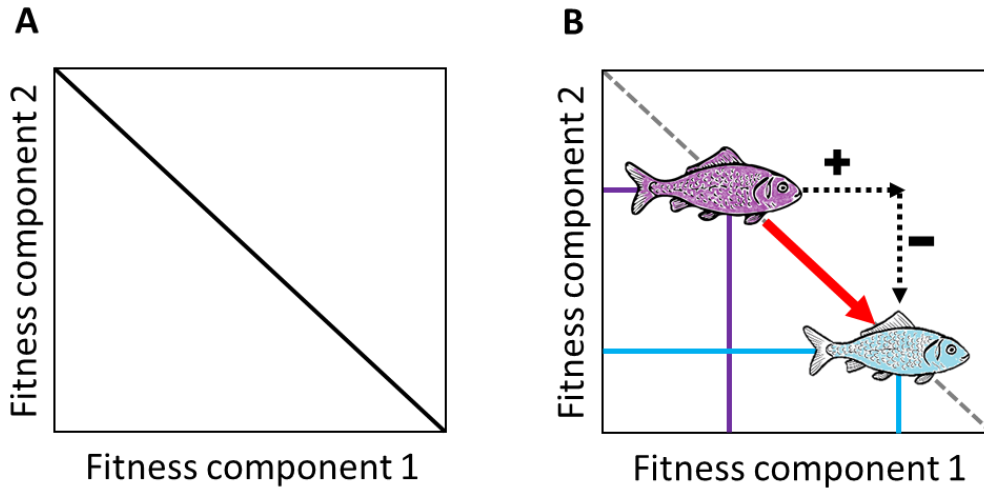 A
Fitness component 2
Fitness component 1
B
Fitness component 2
+
−
Fitness component 1